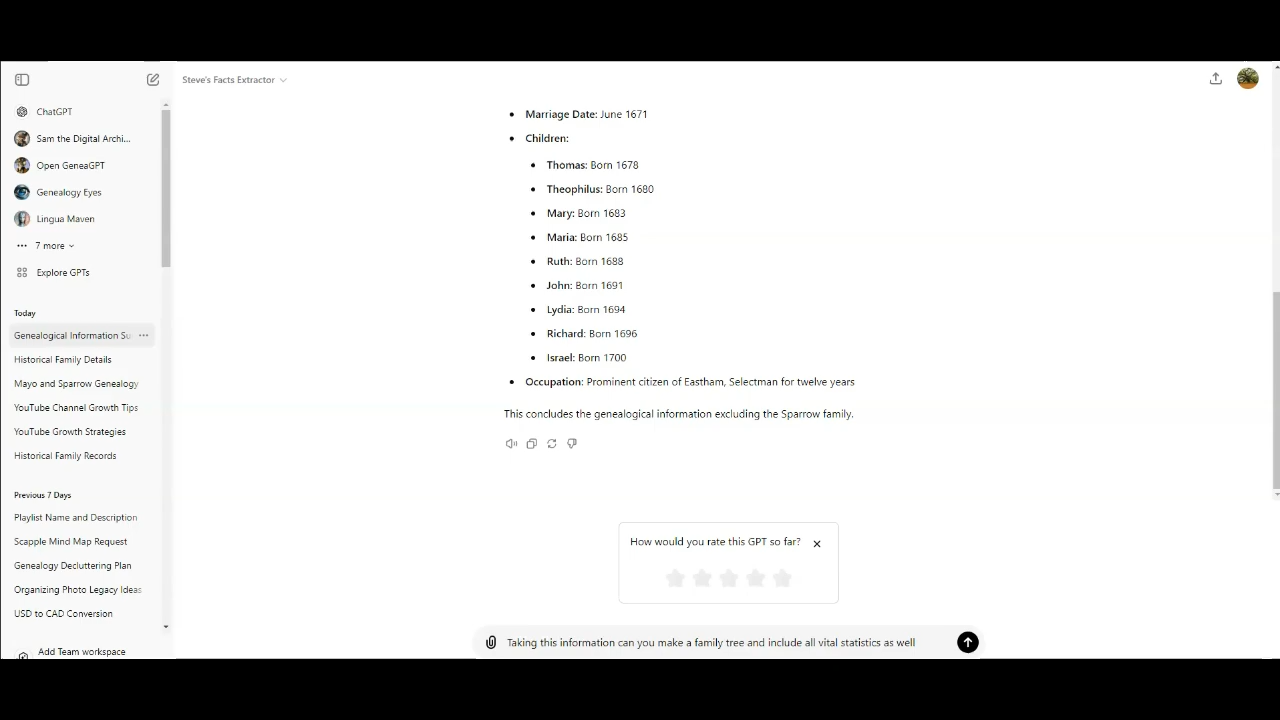 Steve's Facts Extractor
ChatGPT
Sam the Digital Archi...
Open GeneaGPT
Genealogy Eyes
Lingua Maven
7 more
Explore GPTs
Today
Genealogical Information Su
Historical Family Details
Mayo and Sparrow Genealogy
YouTube Channel Growth Tips
YouTube Growth Strategies
Historical Family Records
Previous 7 Days
Playlist Name and Description
Scapple Mind Map Request
Genealogy Decluttering Plan
Organizing Photo Legacy Ideas
USD to CAD Conversion
Add Team workspace
Marriage Date: June 1671
Children:
Thomas: Born 1678
Theophilus: Born 1680
Mary: Born 1683
Maria: Born 1685
Ruth: Born 1688
John: Born 1691
Lydia: Born 1694
Richard: Born 1696
Israel: Born 1700
Occupation: Prominent citizen of Eastham, Selectman for twelve years
This concludes the genealogical information excluding the Sparrow family.
How would you rate this GPT so far?
Taking this information can you make a family tree and include all vital statistics as well